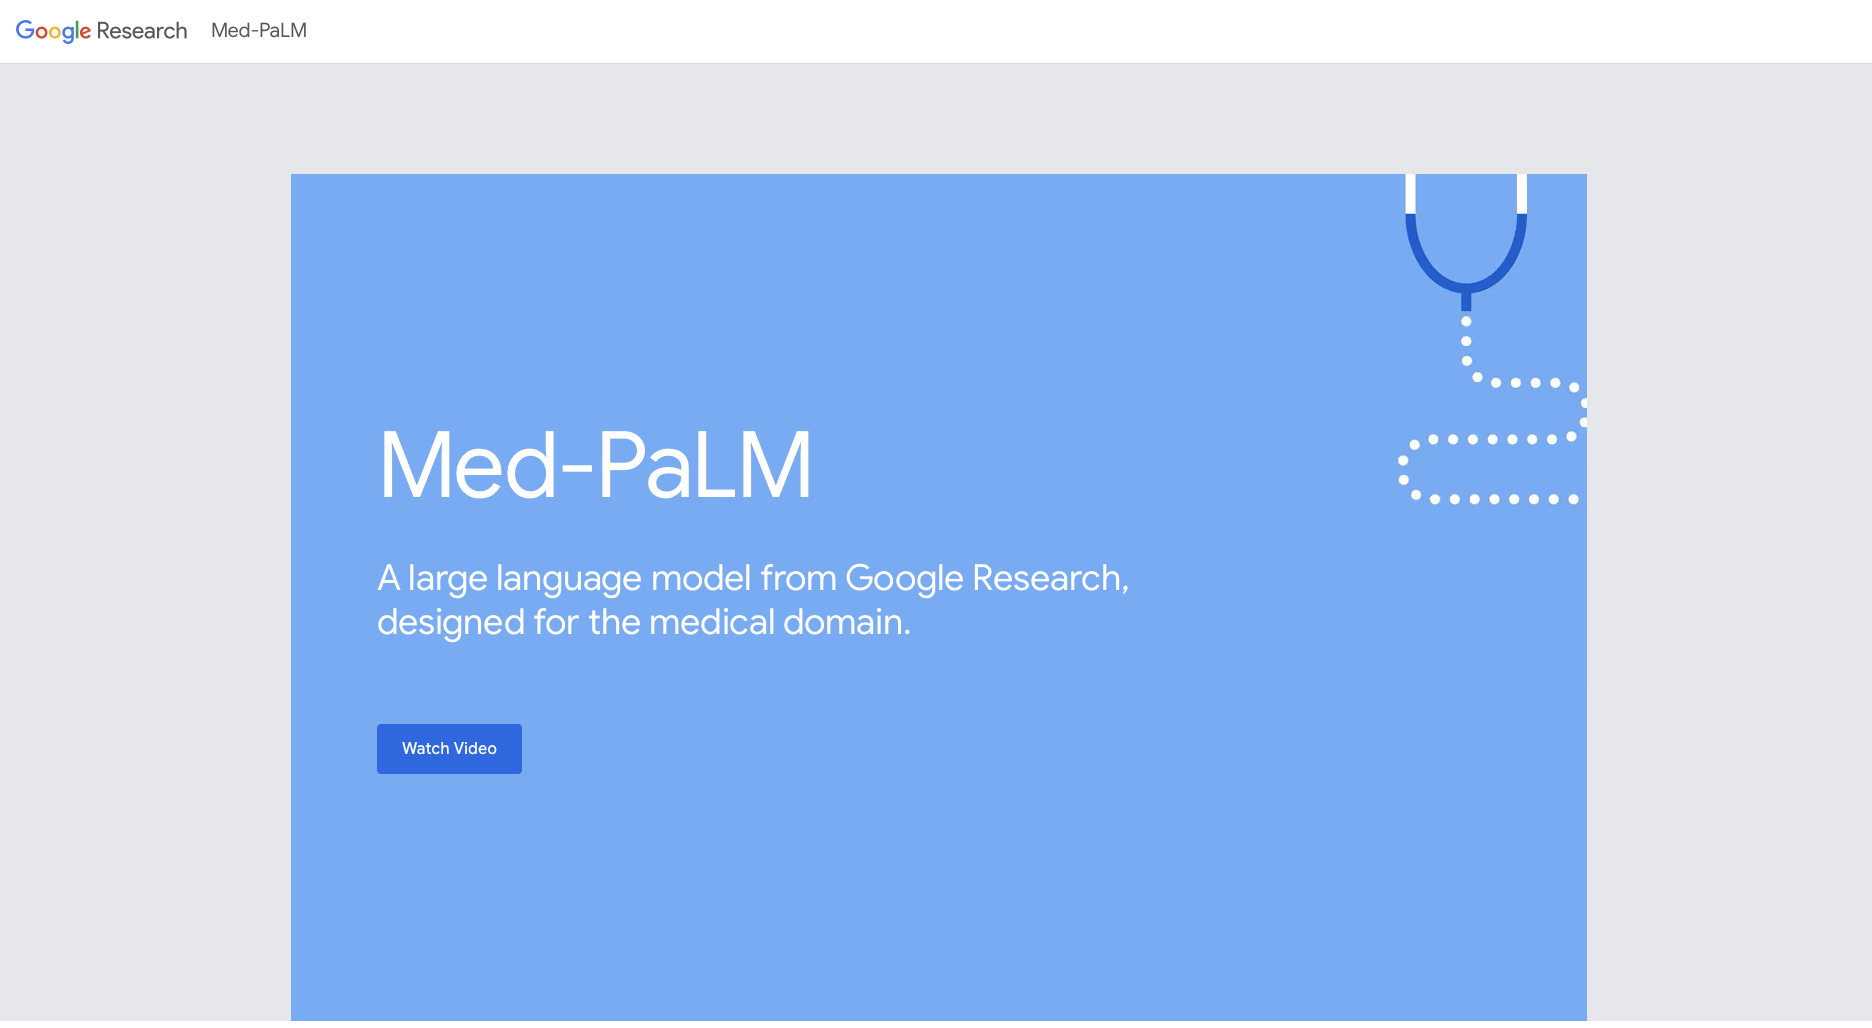 Google Research Med-PaLM
Med-PaLM
A large language model from Google Research,
designed for the medical domain.
Watch Video